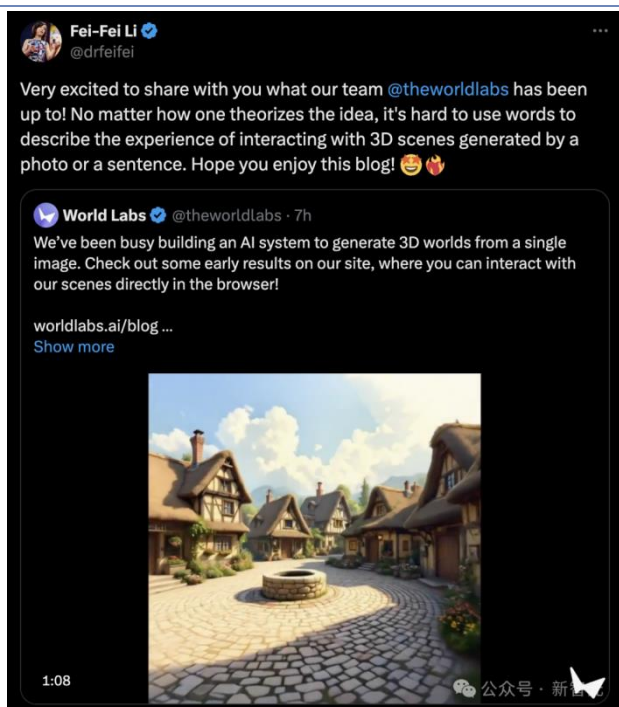 Fei-Fei Li
@drfeifei
Very excited to share with you what our team @theworldlabs has been
up to! No matter how one theorizes the idea, it's hard to use words to
describe the experience of interacting with 3D scenes generated by a
photo or a sentence. Hope you enjoy this blog! 🤩❤️‍🔥
World Labs @theworldlabs · 7h
We've been busy building an AI system to generate 3D worlds from a single
image. Check out some early results on our site, where you can interact with
our scenes directly in the browser!
worldlabs.ai/blog ...
Show more
1:08
公众号 · 新